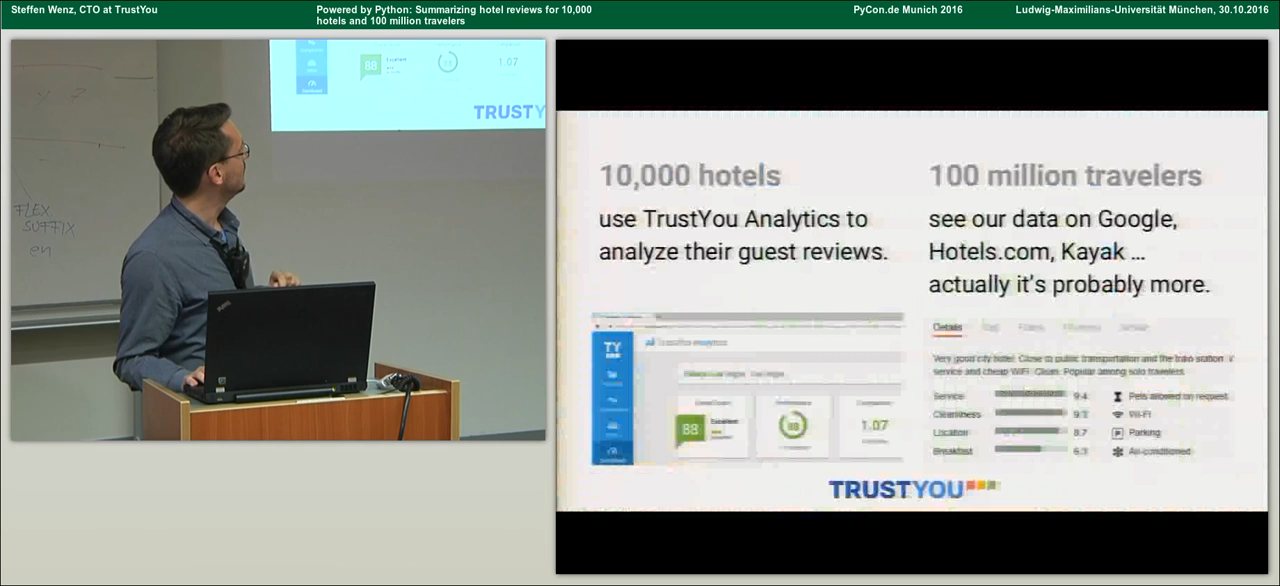 Steffen Wenz, CTO at TrustYou
Powered by Python: Summarizing hotel reviews for 10,000
hotels and 100 million travelers
PyCon.de Munich 2016
Ludwig-Maximilians-Universität München, 30.10.2016
FLEX
SUFFIX
en
88
1.07
TRUSTY
10,000 hotels
use TrustYou Analytics to
analyze their guest reviews.
100 million travelers
see our data on Google,
Hotels.com, Kayak ...
actually it's probably more.
TY
TrustYou Analytics
88
Excellent
1.07
Details
Very good city hotel. Close to public transportation and the train station
service and cheap WiFi. Clean. Popular among solo travelers.
Service 9.4
Cleanliness
Location 8.7
Breakfast 6.3
Pets allowed on request
Wi-Fi
Parking
Air-conditioned
TRUSTYOU